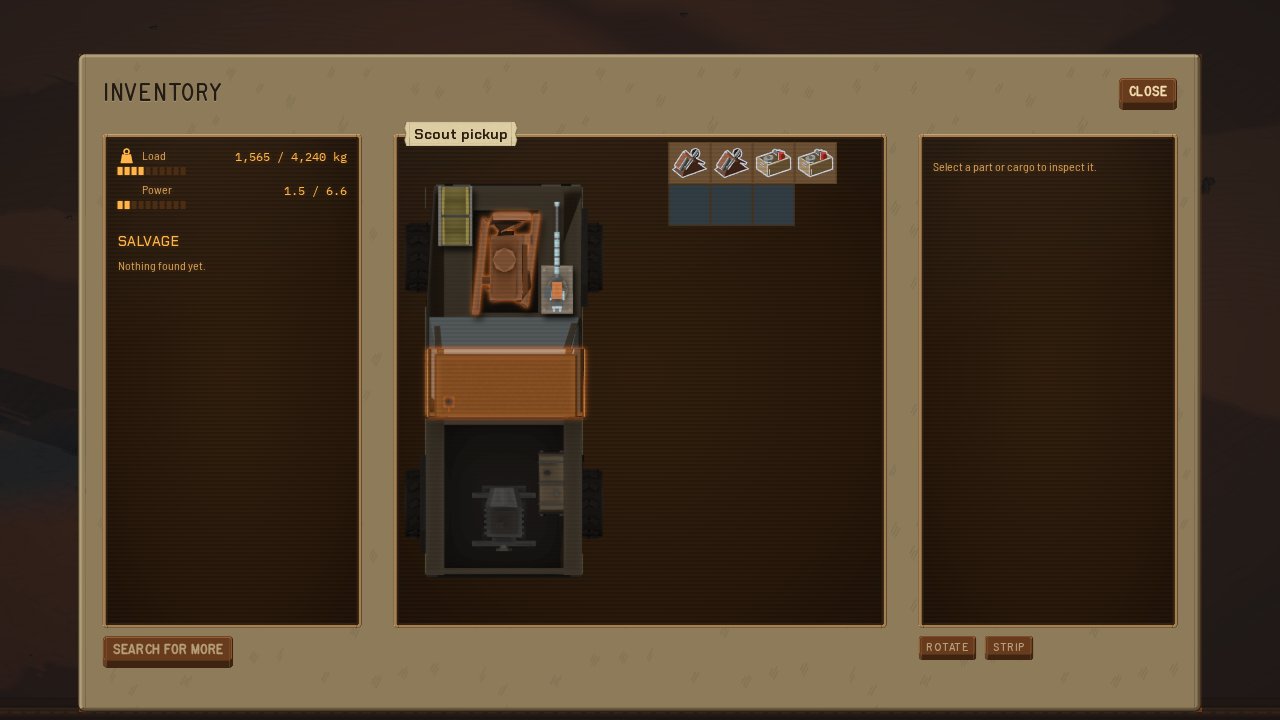 INVENTORY
CLOSE
Scout pickup
Load 1,565 / 4,240 kg
Power 1.5 / 6.6
SALVAGE
Nothing found yet.
Select a part or cargo to inspect it.
SEARCH FOR MORE
ROTATE
STRIP